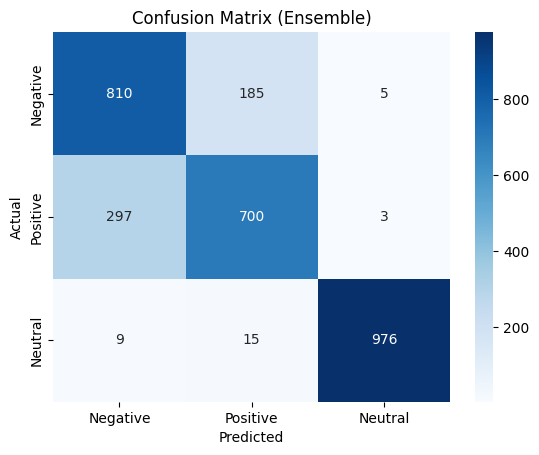 Confusion Matrix (Ensemble)
Negative 810 185 5
Positive 297 700 3
Neutral 9 15 976
Actual
Negative Positive Neutral
Predicted
800
600
400
200